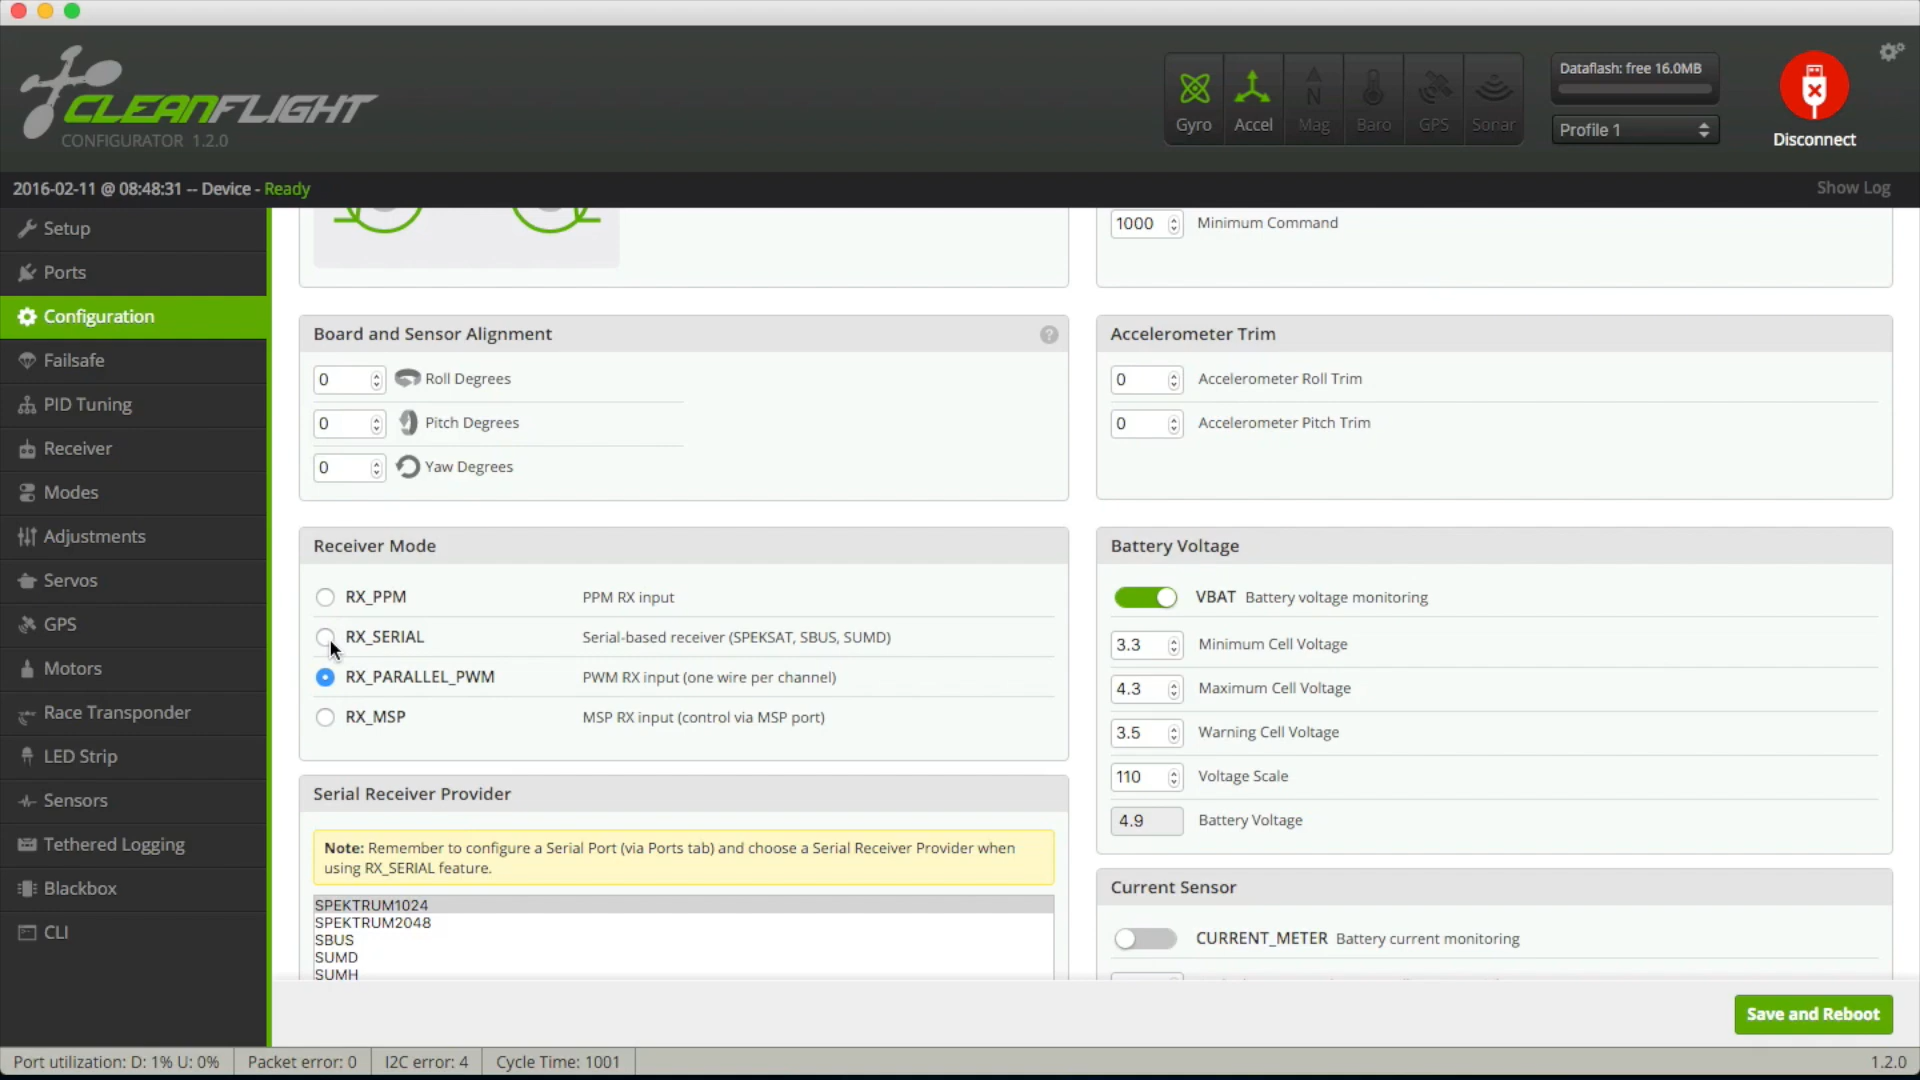 CLEANFLIGHT
CONFIGURATOR 1.2.0
Gyro
Accel
Mag
Baro
GPS
Sonar
Dataflash: free 16.0MB
Profile 1
Disconnect
2016-02-11 @ 08:48:31 -- Device - Ready
Show Log
Setup
Ports
Configuration
Failsafe
PID Tuning
Receiver
Modes
Adjustments
Servos
GPS
Motors
Race Transponder
LED Strip
Sensors
Tethered Logging
Blackbox
CLI
1000 Minimum Command
Board and Sensor Alignment
0 Roll Degrees
0 Pitch Degrees
0 Yaw Degrees
Accelerometer Trim
0 Accelerometer Roll Trim
0 Accelerometer Pitch Trim
Receiver Mode
RX_PPM PPM RX input
RX_SERIAL Serial-based receiver (SPEKSAT, SBUS, SUMD)
RX_PARALLEL_PWM PWM RX input (one wire per channel)
RX_MSP MSP RX input (control via MSP port)
Battery Voltage
VBAT Battery voltage monitoring
3.3 Minimum Cell Voltage
4.3 Maximum Cell Voltage
3.5 Warning Cell Voltage
110 Voltage Scale
4.9 Battery Voltage
Serial Receiver Provider
Note: Remember to configure a Serial Port (via Ports tab) and choose a Serial Receiver Provider when
using RX_SERIAL feature.
SPEKTRUM1024
SPEKTRUM2048
SBUS
SUMD
SUMH
Current Sensor
CURRENT_METER Battery current monitoring
Save and Reboot
Port utilization: D: 1% U: 0%
Packet error: 0
I2C error: 4
Cycle Time: 1001
1.2.0